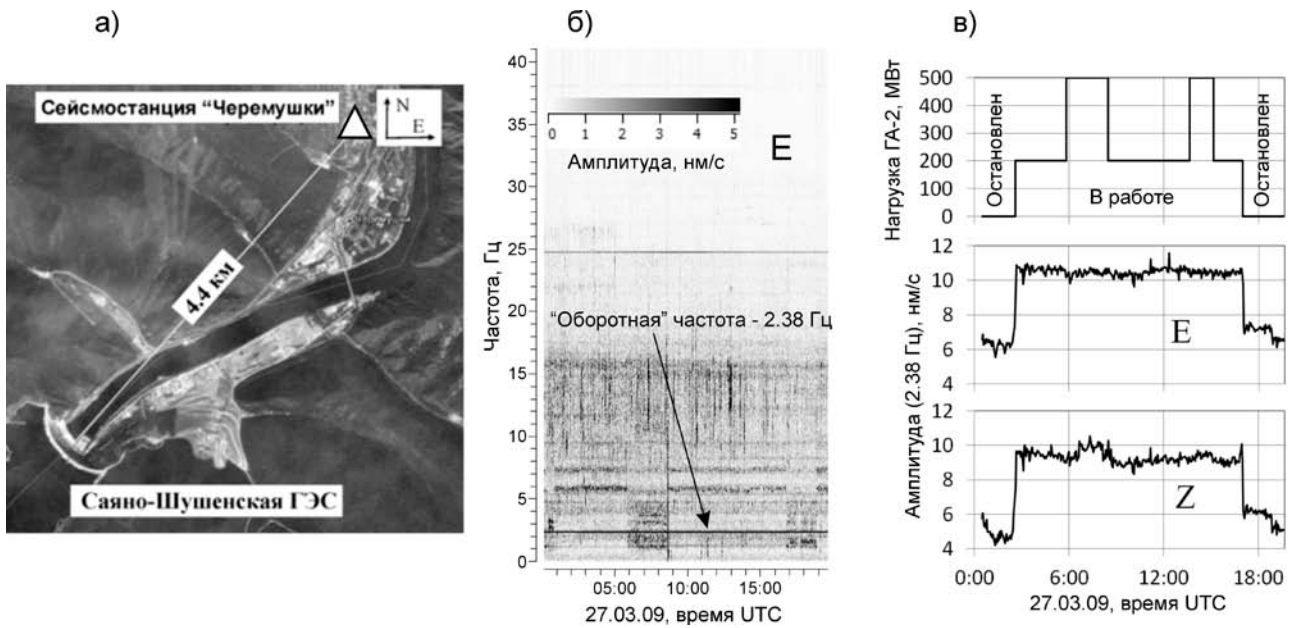 а)
Сейсмостанция “Черемушки”
N
E
4.4 км
Саяно-Шушенская ГЭС
б)
Частота, Гц
40
35
30
25
20
15
10
5
0
0 1 2 3 4 5
Амплитуда, нм/с
E
“Оборотная” частота - 2.38 Гц
05:00 10:00 15:00
27.03.09, время UTC
в)
Нагрузка ГА-2, МВт
500
400
300
200
100
0
Остановлен
В работе
Остановлен
Амплитуда (2.38 Гц), нм/с
12
10
8
6
4
E
12
10
8
6
4
Z
0:00 6:00 12:00 18:00
27.03.09, время UTC